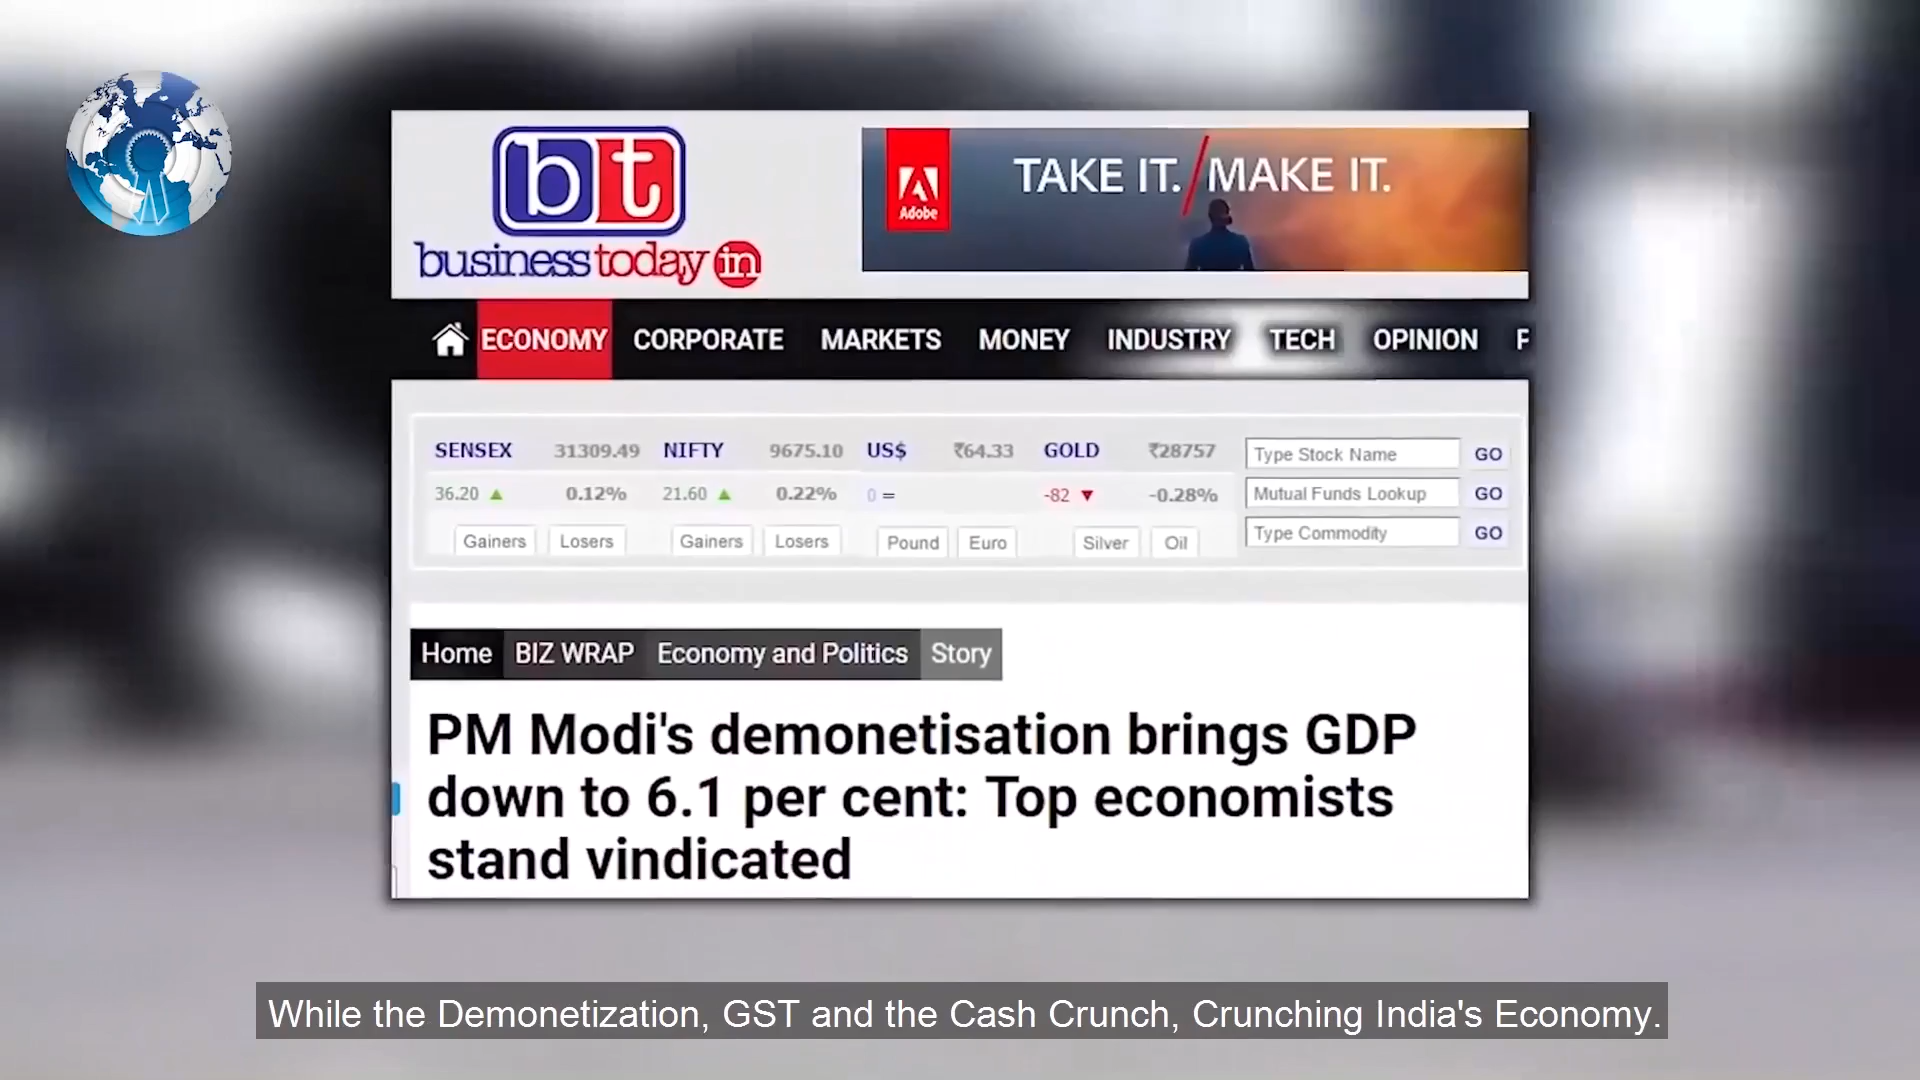 bt
businesstoday in
Adobe
TAKE IT. / MAKE IT.
ECONOMY CORPORATE MARKETS MONEY INDUSTRY TECH OPINION
SENSEX 31309.49 NIFTY 9675.10 US$ ₹64.33 GOLD ₹28757
36.20 ▲ 0.12% 21.60 ▲ 0.22% 0 = -82 ▼ -0.28%
Gainers Losers Gainers Losers Pound Euro Silver Oil
Type Stock Name GO
Mutual Funds Lookup GO
Type Commodity GO
Home BIZ WRAP Economy and Politics Story
PM Modi's demonetisation brings GDP
down to 6.1 per cent: Top economists
stand vindicated
While the Demonetization, GST and the Cash Crunch, Crunching India's Economy.